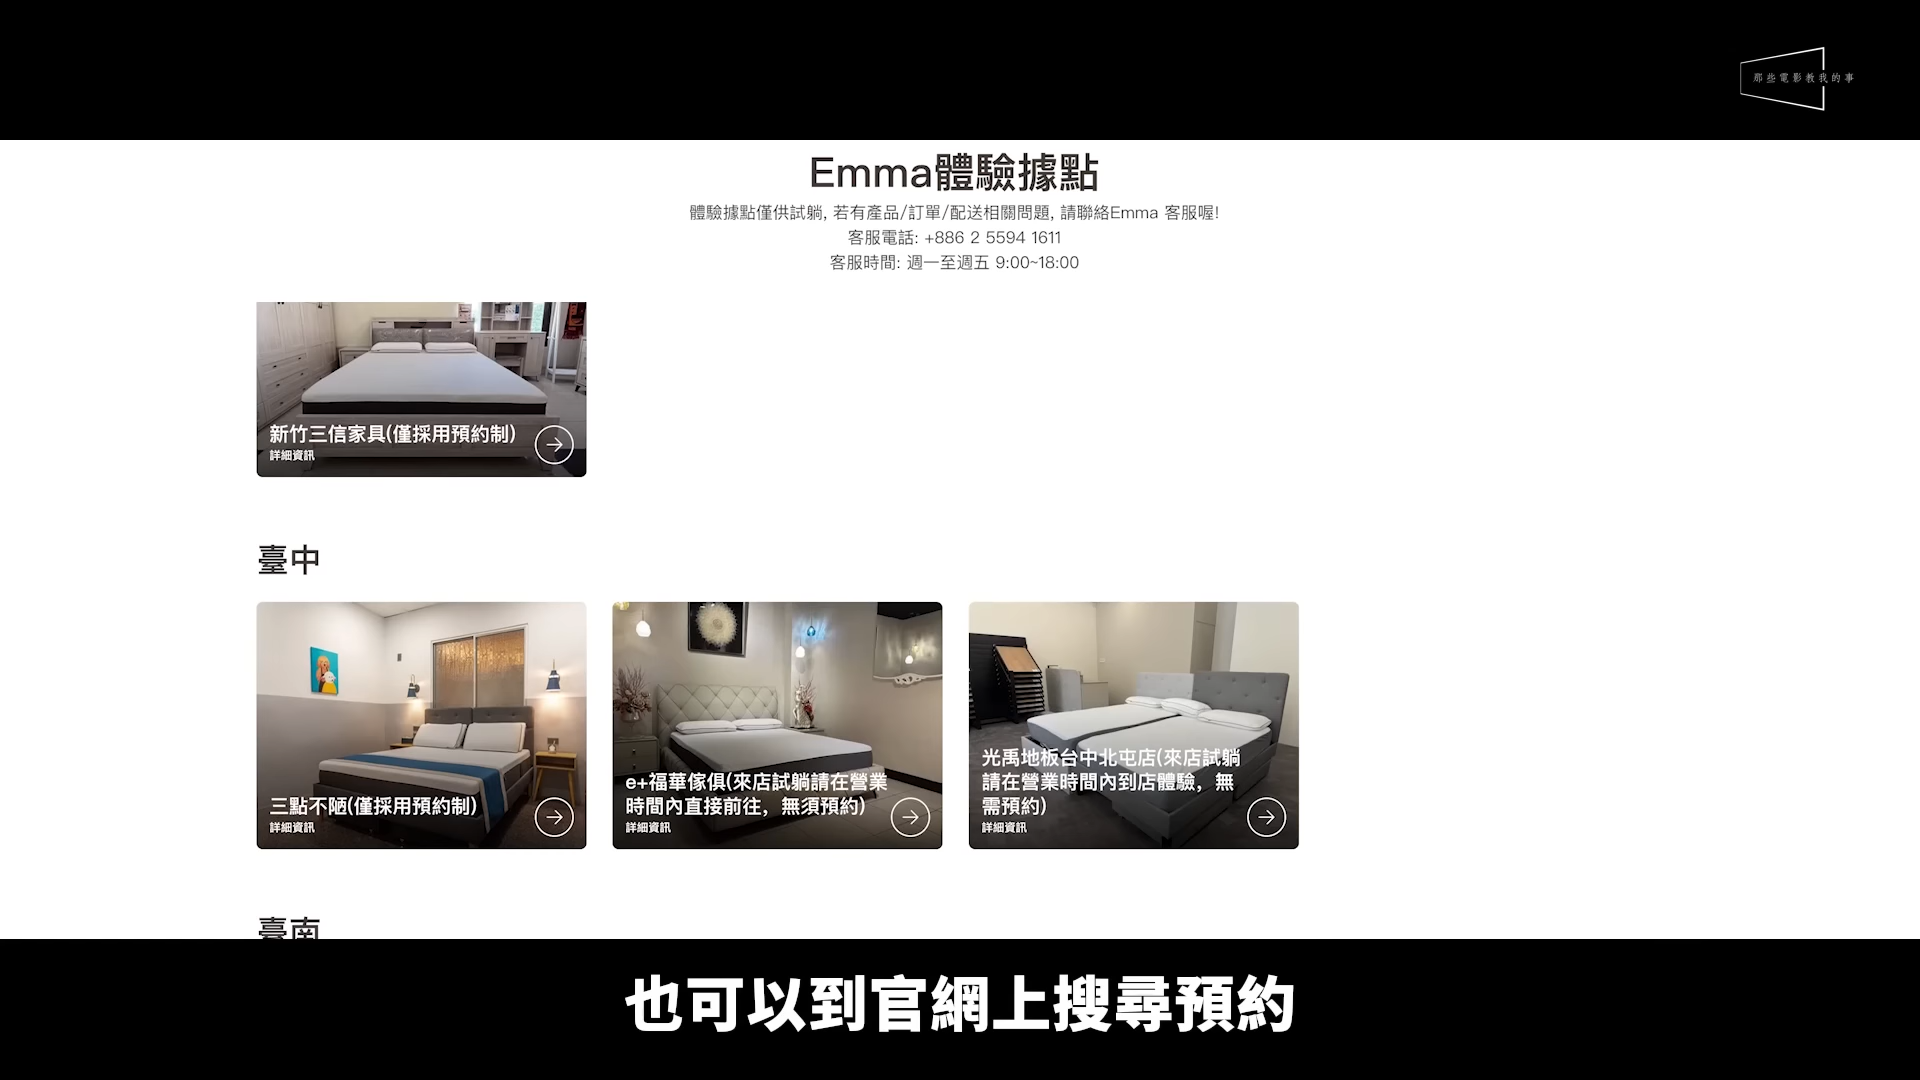 那些電影教我的事
Emma體驗據點
體驗據點僅供試躺, 若有產品/訂單/配送相關問題, 請聯絡Emma 客服喔!
客服電話: +886 2 5594 1611
客服時間: 週一至週五 9:00~18:00
新竹三信家具(僅採用預約制)
詳細資訊
臺中
三點不陋(僅採用預約制)
詳細資訊
e+福華傢俱(來店試躺請在營業
時間內直接前往，無須預約)
詳細資訊
光禹地板台中北屯店(來店試躺
請在營業時間內到店體驗，無
需預約)
詳細資訊
臺南
也可以到官網上搜尋預約